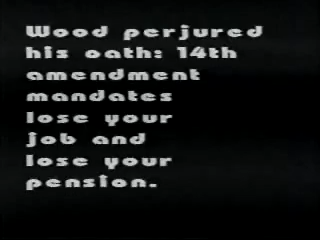 Wood perjured
his oath: 14th
amendment
mandates
lose your
job and
lose your
pension.